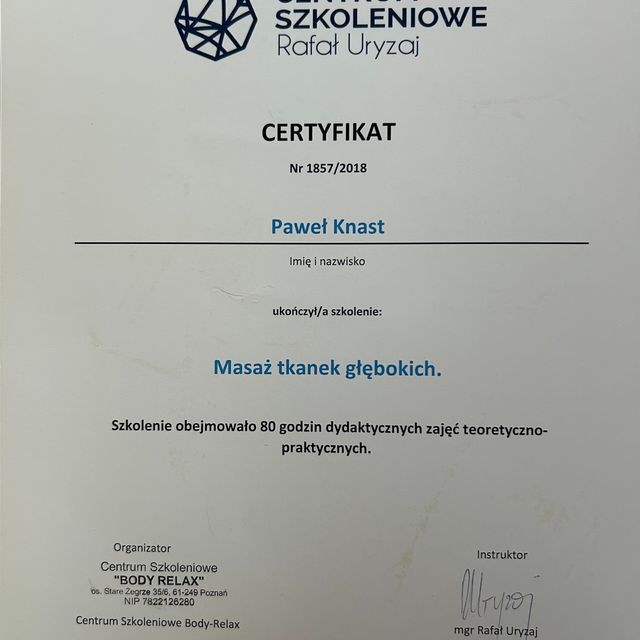 CENTRUM
SZKOLENIOWE
Rafał Uryzaj
CERTYFIKAT
Nr 1857/2018
Paweł Knast
Imię i nazwisko
ukończył/a szkolenie:
Masaż tkanek głębokich.
Szkolenie obejmowało 80 godzin dydaktycznych zajęć teoretyczno-
praktycznych.
Organizator
Centrum Szkoleniowe
"BODY RELAX"
os. Stare Żegrze 35/6, 61-249 Poznań
NIP 7822126280
Centrum Szkoleniowe Body-Relax
Instruktor
mgr Rafał Uryzaj